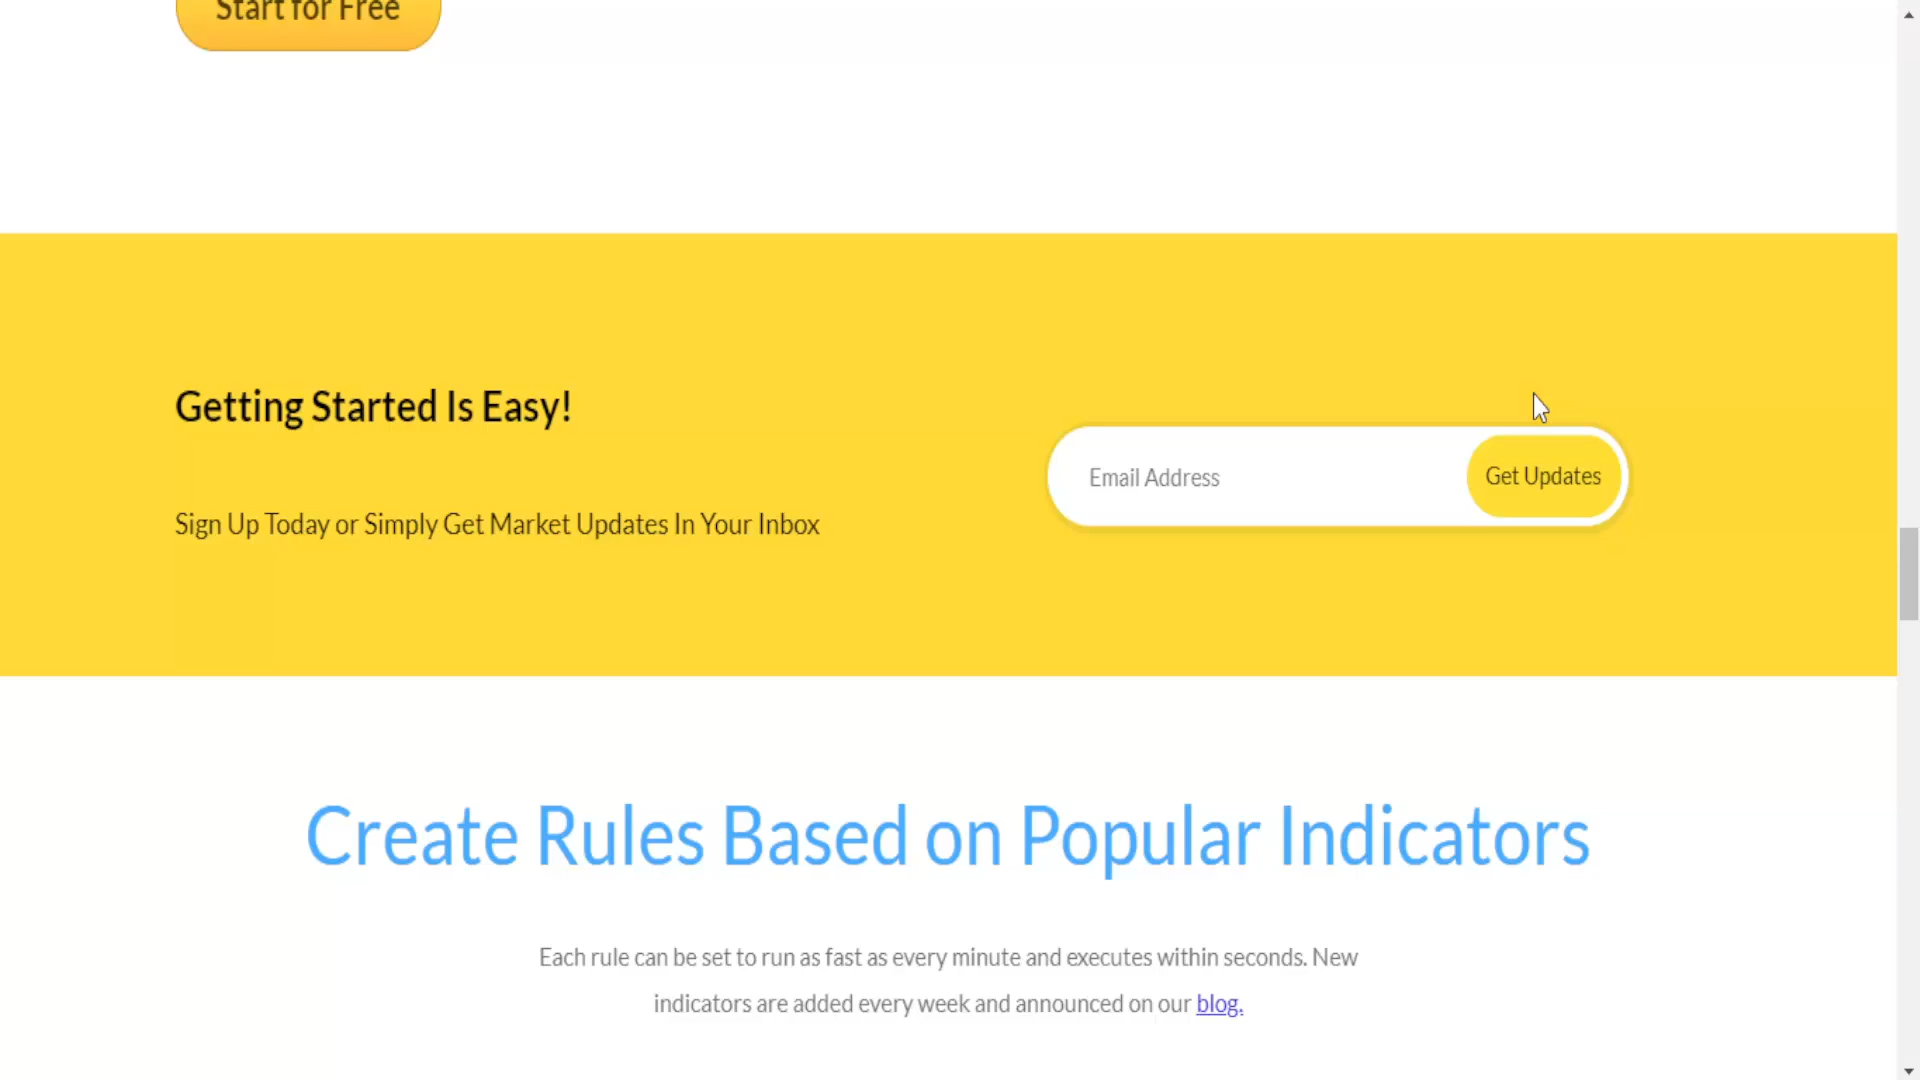 Start for Free
Getting Started Is Easy!
Email Address
Get Updates
Sign Up Today or Simply Get Market Updates In Your Inbox
Create Rules Based on Popular Indicators
Each rule can be set to run as fast as every minute and executes within seconds. New
indicators are added every week and announced on our blog.